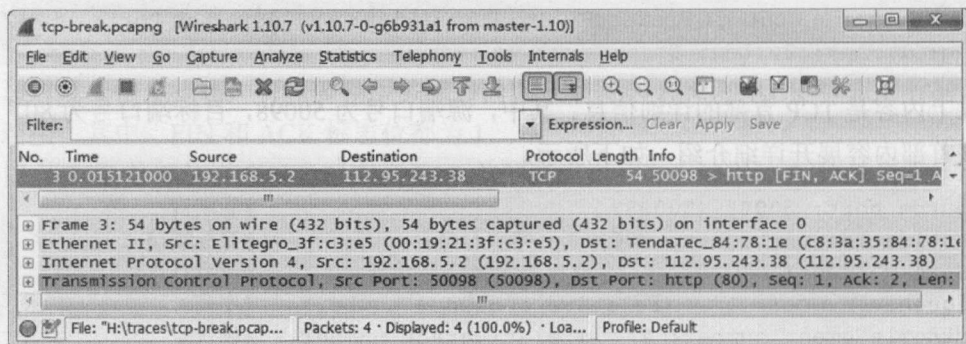 tcp-break.pcapng [Wireshark 1.10.7 (v1.10.7-0-g6b931a1 from master-1.10)]
File Edit View Go Capture Analyze Statistics Telephony Tools Internals Help
Filter: Expression... Clear Apply Save
No. Time Source Destination Protocol Length Info
3 0.015121000 192.168.5.2 112.95.243.38 TCP 54 50098 > http [FIN, ACK] Seq=1 A
Frame 3: 54 bytes on wire (432 bits), 54 bytes captured (432 bits) on interface 0
Ethernet II, Src: Elitegro_3f:c3:e5 (00:19:21:3f:c3:e5), Dst: TendaTec_84:78:1e (c8:3a:35:84:78:1e
Internet Protocol Version 4, Src: 192.168.5.2 (192.168.5.2), Dst: 112.95.243.38 (112.95.243.38)
Transmission Control Protocol, Src Port: 50098 (50098), Dst Port: http (80), Seq: 1, Ack: 2, Len:
File: "H:\traces\tcp-break.pcap... Packets: 4 · Displayed: 4 (100.0%) · Loa... Profile: Default